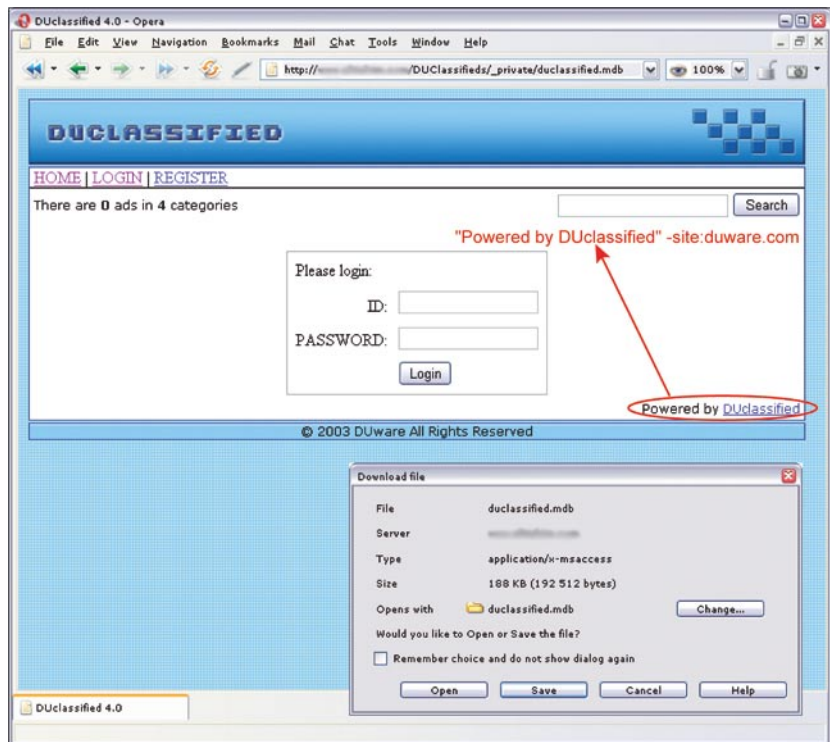 DUclassified 4.0 - Opera
File Edit View Navigation Bookmarks Mail Chat Tools Window Help
http:// /DUClassifieds/_private/duclassified.mdb 100%
DUCLASSIFIED
HOME | LOGIN | REGISTER
There are 0 ads in 4 categories
Search
"Powered by DUclassified" -site:duware.com
Please login:
ID:
PASSWORD:
Login
Powered by DUclassified
© 2003 DUware All Rights Reserved
Download file
File duclassified.mdb
Server
Type application/x-msaccess
Size 188 KB (192 512 bytes)
Opens with duclassified.mdb Change...
Would you like to Open or Save the file?
Remember choice and do not show dialog again
Open Save Cancel Help
DUclassified 4.0